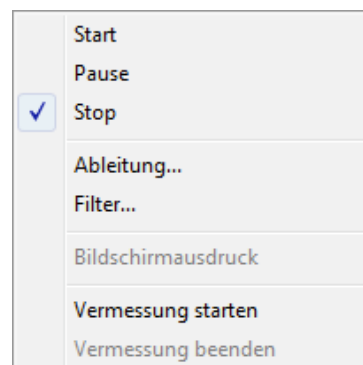 Start
Pause
Stop
Ableitung...
Filter...
Bildschirmausdruck
Vermessung starten
Vermessung beenden